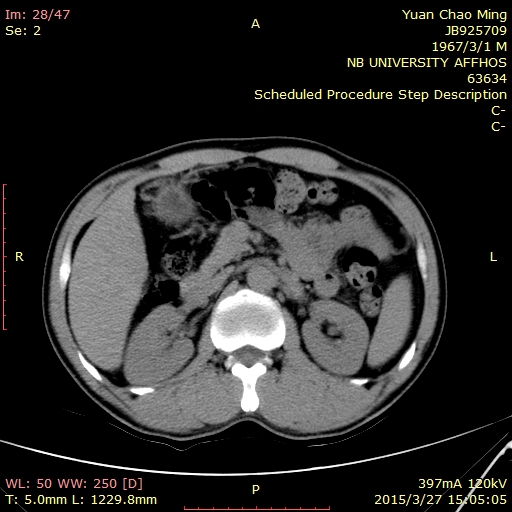 Im: 28/47
Se: 2
A
Yuan Chao Ming
JB925709
1967/3/1 M
NB UNIVERSITY AFFHOS
63634
Scheduled Procedure Step Description
C-
C-
R
L
WL: 50 WW: 250 [D]
T: 5.0mm L: 1229.8mm
P
397mA 120kV
2015/3/27 15:05:05